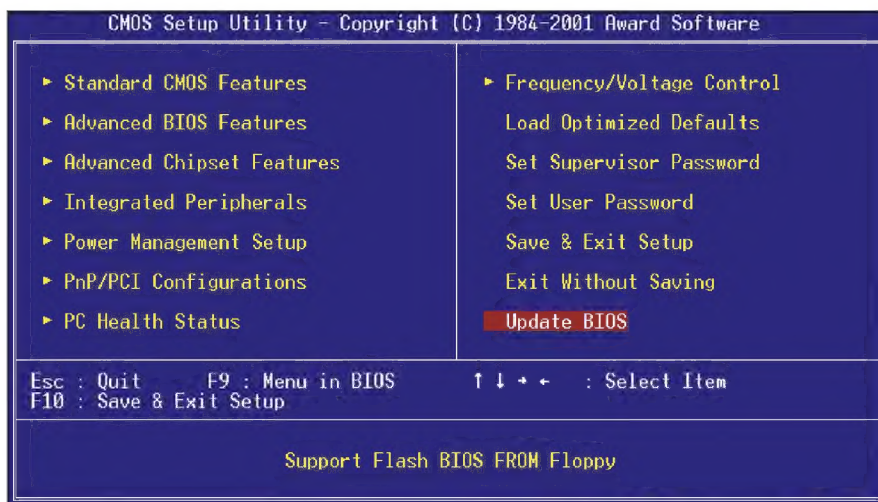 CMOS Setup Utility - Copyright (C) 1984-2001 Award Software
► Standard CMOS Features
► Advanced BIOS Features
► Advanced Chipset Features
► Integrated Peripherals
► Power Management Setup
► PnP/PCI Configurations
► PC Health Status
► Frequency/Voltage Control
Load Optimized Defaults
Set Supervisor Password
Set User Password
Save & Exit Setup
Exit Without Saving
Update BIOS
Esc : Quit F9 : Menu in BIOS ↑ ↓ → ← : Select Item
F10 : Save & Exit Setup
Support Flash BIOS FROM Floppy